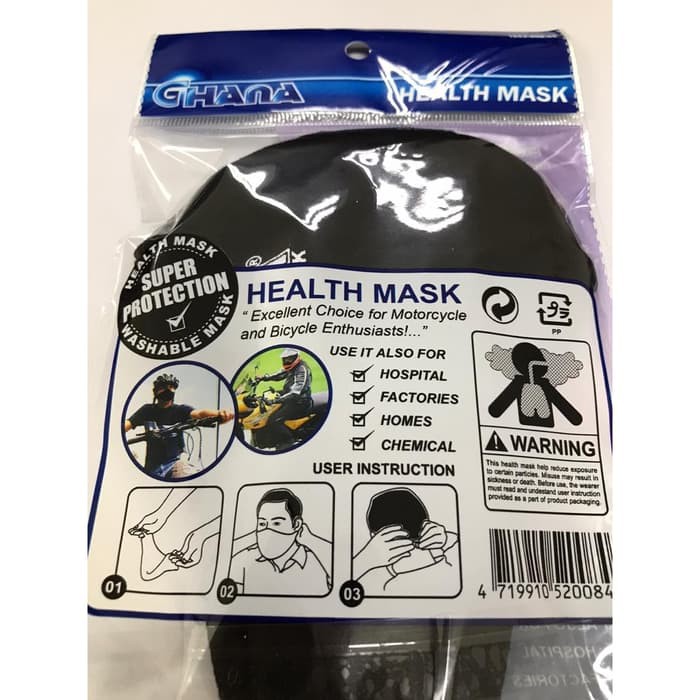 GHANA
HEALTH MASK
HEALTH MASK
SUPER
PROTECTION
WASHABLE MASK
HEALTH MASK
" Excellent Choice for Motorcycle
and Bicycle Enthusiasts!..."
USE IT ALSO FOR
HOSPITAL
FACTORIES
HOMES
CHEMICAL
PP
WARNING
This health mask help reduce exposure
to certain particles. Misuse may result in
sickness or death. Before use, the wearer
must read and undestand user instruction
provided as a part of product packaging.
USER INSTRUCTION
01
02
03
4 719910 520084
HOSPITAL
FACTORIES